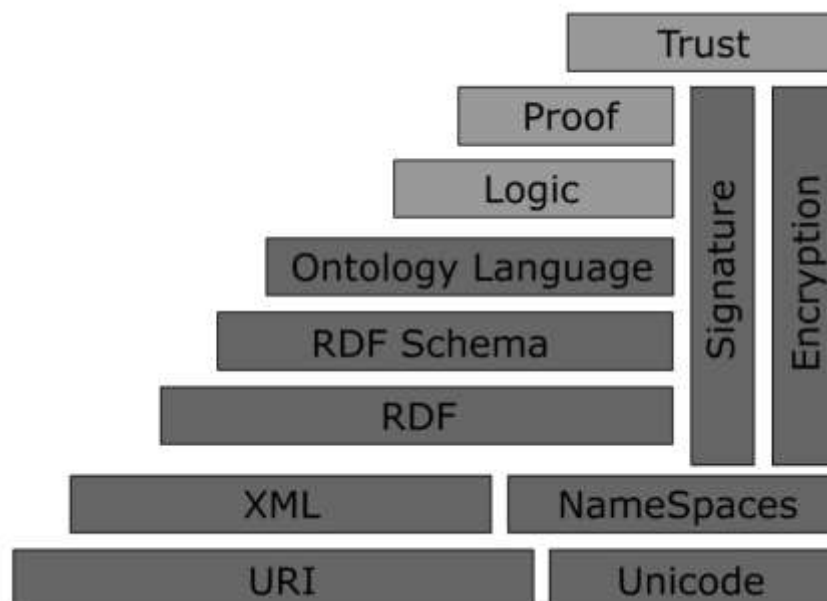 Trust
Proof
Logic
Ontology Language
RDF Schema
RDF
Signature
Encryption
XML
NameSpaces
URI
Unicode